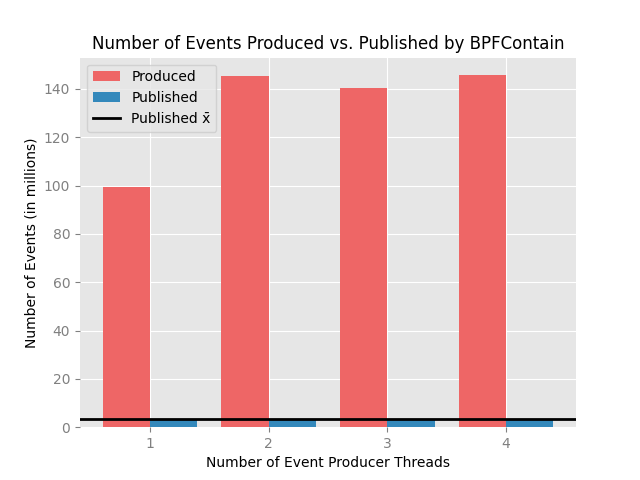 Number of Events Produced vs. Published by BPFContain
Produced
Published
Published x̄
Number of Events (in millions)
140
120
100
80
60
40
20
0
1 2 3 4
Number of Event Producer Threads